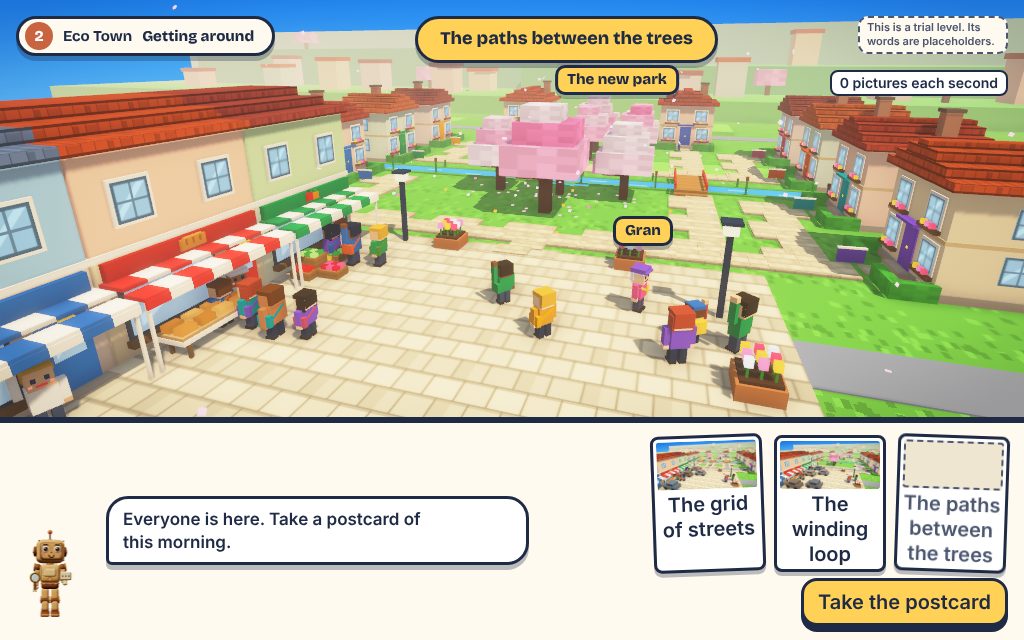 2 Eco Town Getting around
The paths between the trees
This is a trial level. Its
words are placeholders.
The new park
0 pictures each second
Gran
Everyone is here. Take a postcard of
this morning.
The grid
of streets
The
winding
loop
The paths
between
the trees
Take the postcard